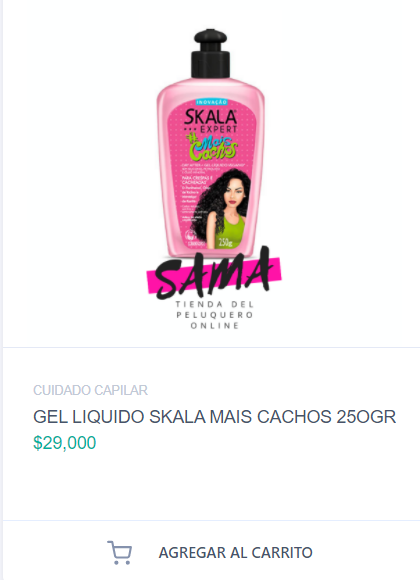 INOVAÇÃO
SKALA
EXPERT
#Mais
Cachos
250g
SAMA
TIENDA DEL
PELUQUERO
ONLINE
CUIDADO CAPILAR
GEL LIQUIDO SKALA MAIS CACHOS 25OGR
$29,000
AGREGAR AL CARRITO